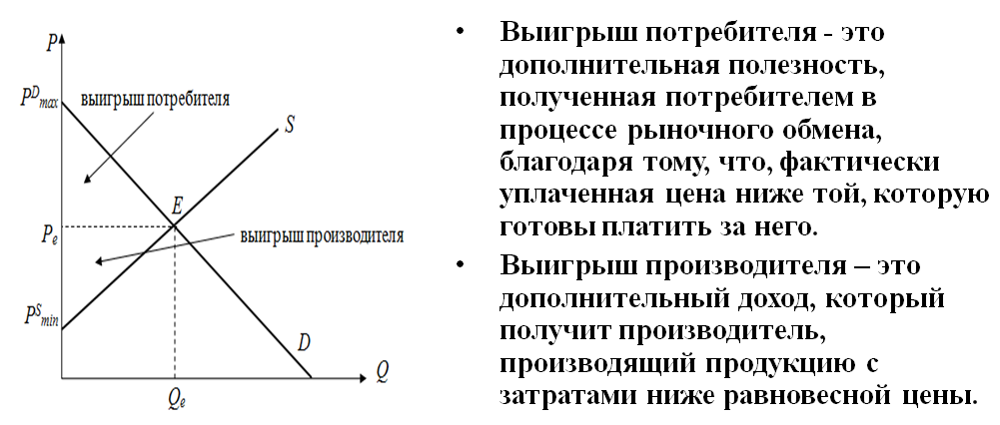 P
P^D max
выигрыш потребителя
S
E
P_e
выигрыш производителя
P^S min
D
Q
Q_e
• Выигрыш потребителя - это
дополнительная полезность,
полученная потребителем в
процессе рыночного обмена,
благодаря тому, что, фактически
уплаченная цена ниже той, которую
готовы платить за него.
• Выигрыш производителя – это
дополнительный доход, который
получит производитель,
производящий продукцию с
затратами ниже равновесной цены.